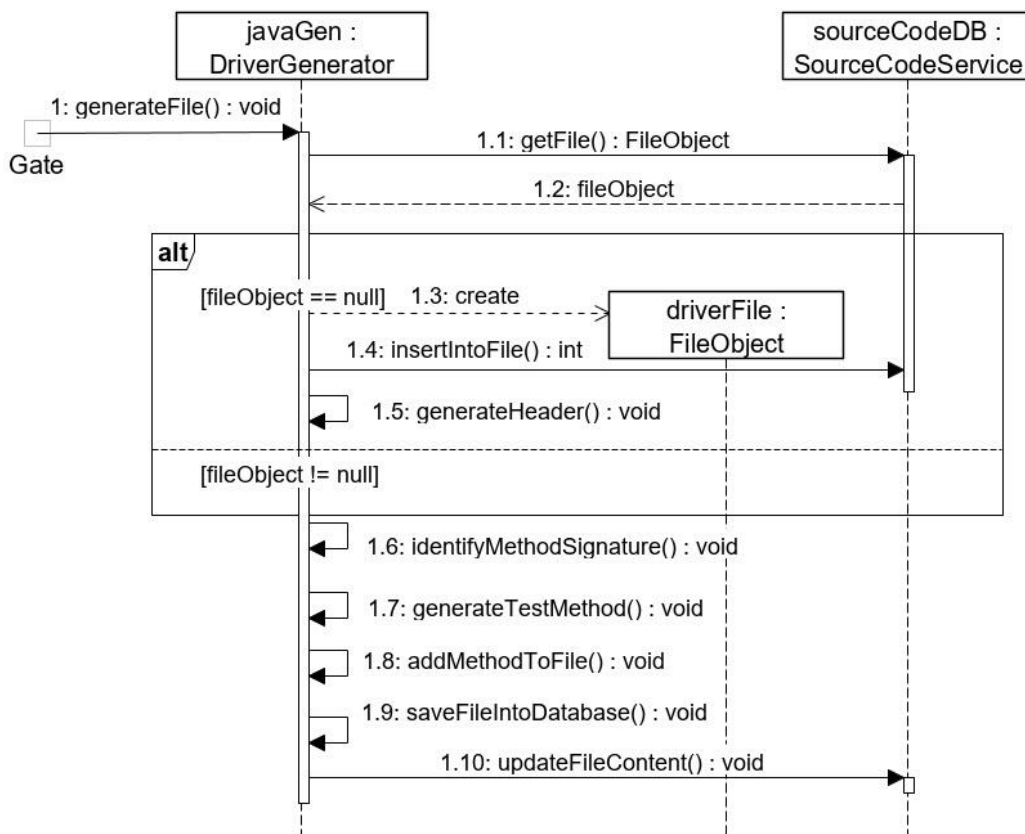 javaGen :
DriverGenerator
sourceCodeDB :
SourceCodeService
1: generateFile() : void
Gate
1.1: getFile() : FileObject
1.2: fileObject
alt
[fileObject == null]
1.3: create
driverFile :
FileObject
1.4: insertIntoFile() : int
1.5: generateHeader() : void
[fileObject != null]
1.6: identifyMethodSignature() : void
1.7: generateTestMethod() : void
1.8: addMethodToFile() : void
1.9: saveFileIntoDatabase() : void
1.10: updateFileContent() : void